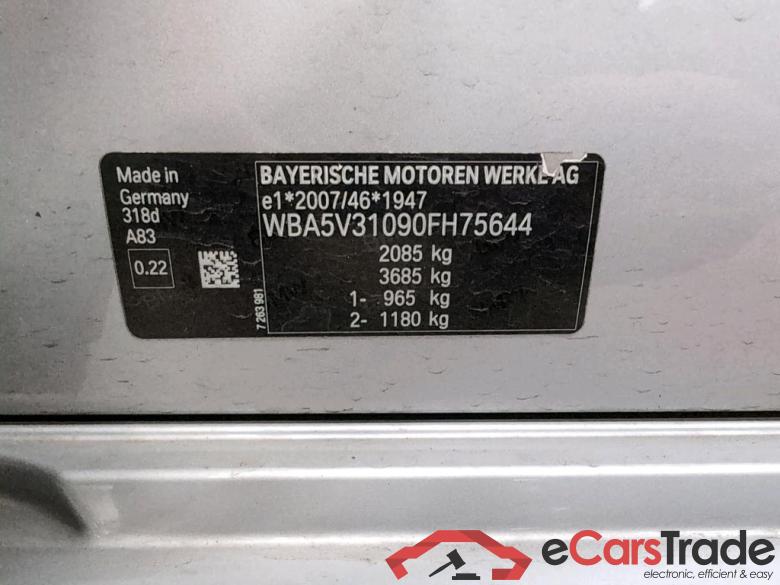 Made in
Germany
318d
A83
0.22
7 263 981
BAYERISCHE MOTOREN WERKE AG
e1*2007/46*1947
WBA5V31090FH75644
2085 kg
3685 kg
1- 965 kg
2- 1180 kg
eCarsTrade
electronic, efficient & easy